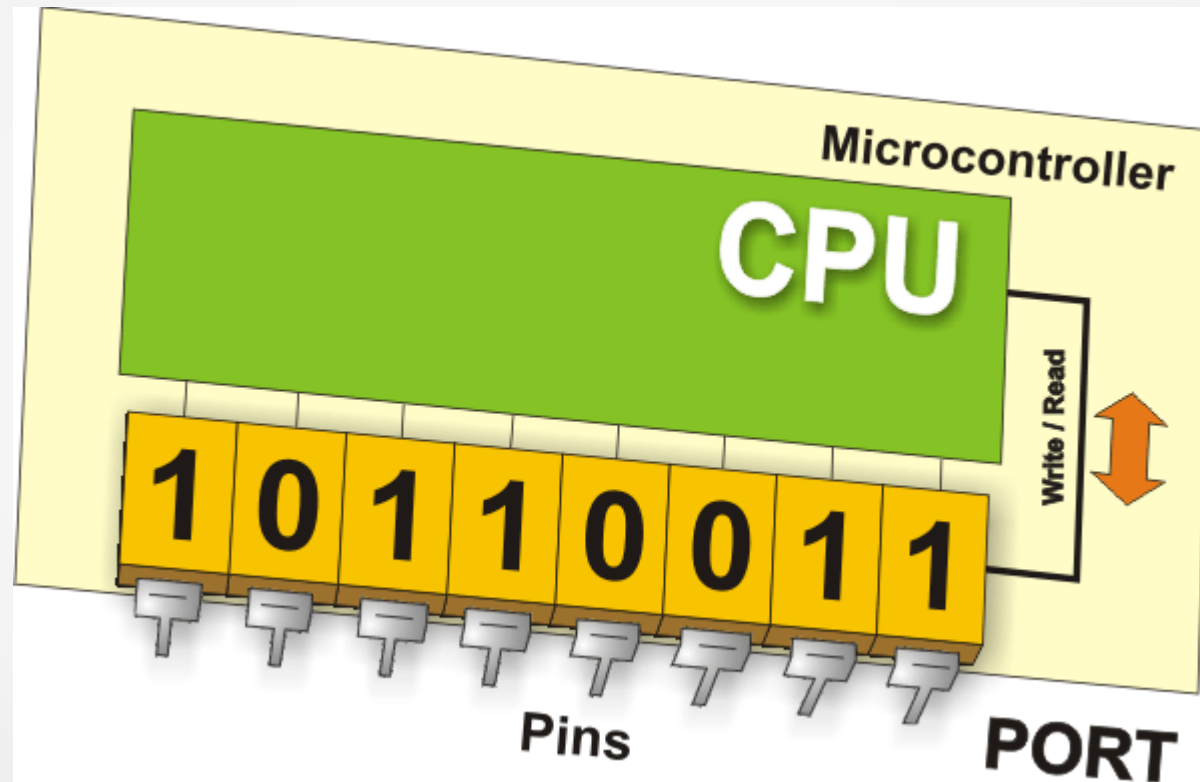 Microcontroller
CPU
Write / Read
1 0 1 1 0 0 1 1
Pins
PORT